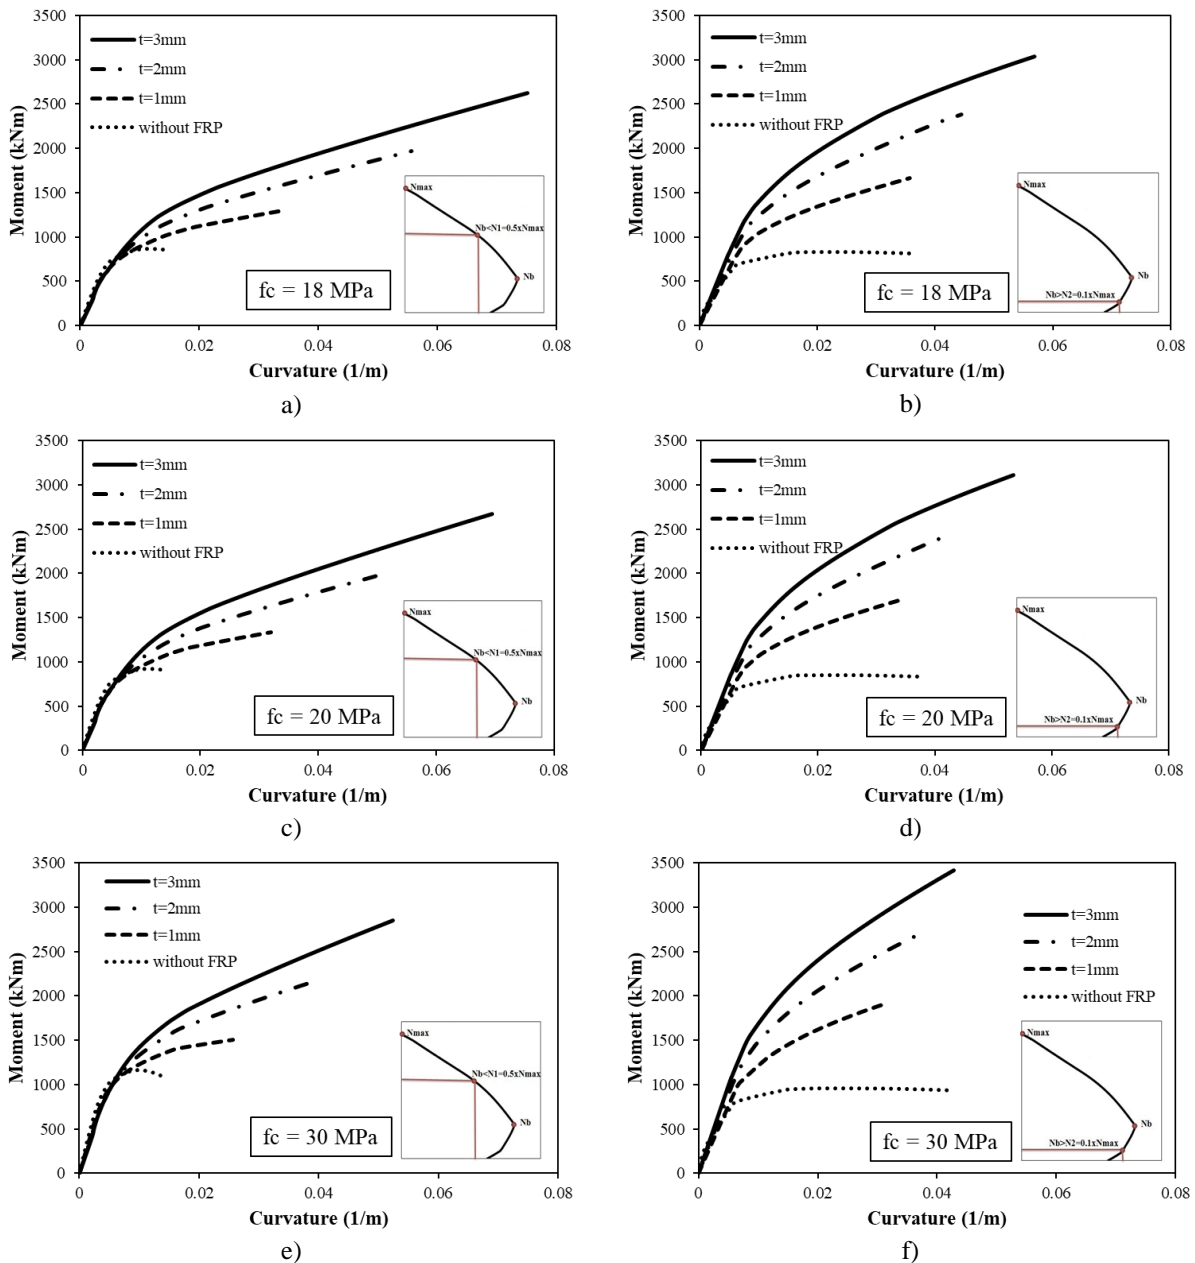 3500
3000
2500
2000
1500
1000
500
0
Moment (kNm)
t=3mm
t=2mm
t=1mm
without FRP
Nmax
Nb<N1=0.5xNmax
Nb
fc = 18 MPa
0 0.02 0.04 0.06 0.08
Curvature (1/m)
a)
3500
3000
2500
2000
1500
1000
500
0
Moment (kNm)
t=3mm
t=2mm
t=1mm
without FRP
Nmax
Nb
Nb>N2=0.1xNmax
fc = 18 MPa
0 0.02 0.04 0.06 0.08
Curvature (1/m)
b)
3500
3000
2500
2000
1500
1000
500
0
Moment (kNm)
t=3mm
t=2mm
t=1mm
without FRP
Nmax
Nb<N1=0.5xNmax
Nb
fc = 20 MPa
0 0.02 0.04 0.06 0.08
Curvature (1/m)
c)
3500
3000
2500
2000
1500
1000
500
0
Moment (kNm)
t=3mm
t=2mm
t=1mm
without FRP
Nmax
Nb
Nb>N2=0.1xNmax
fc = 20 MPa
0 0.02 0.04 0.06 0.08
Curvature (1/m)
d)
3500
3000
2500
2000
1500
1000
500
0
Moment (kNm)
t=3mm
t=2mm
t=1mm
without FRP
Nmax
Nb<N1=0.5xNmax
Nb
fc = 30 MPa
0 0.02 0.04 0.06 0.08
Curvature (1/m)
e)
3500
3000
2500
2000
1500
1000
500
0
Moment (kNm)
t=3mm
t=2mm
t=1mm
without FRP
Nmax
Nb
Nb>N2=0.1xNmax
fc = 30 MPa
0 0.02 0.04 0.06 0.08
Curvature (1/m)
f)